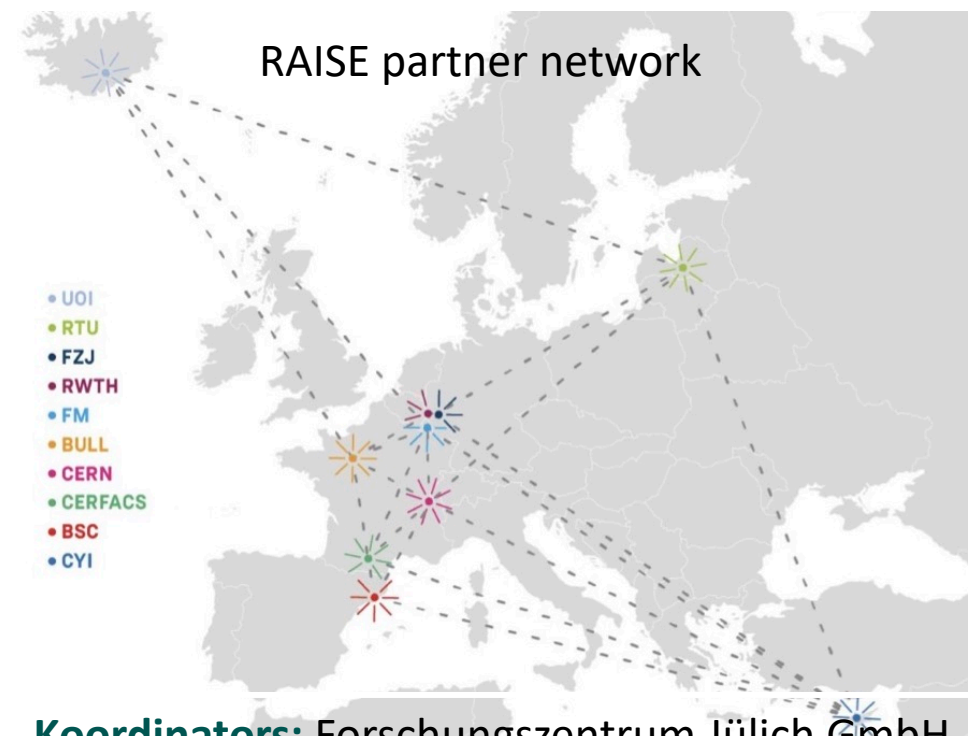 RAISE partner network
• UOI
• RTU
• FZJ
• RWTH
• FM
• BULL
• CERN
• CERFACS
• BSC
• CYI
Koordinators: Forschungszentrum Jülich GmbH